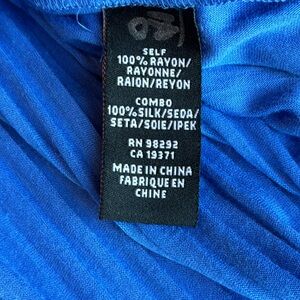 SELF
100% RAYON/
RAYONNE/
RAION/REYON
COMBO
100%SILK/SEDA/
SETA/SOIE/IPEK
RN 98292
CA 19371
MADE IN CHINA
FABRIQUE EN
CHINE